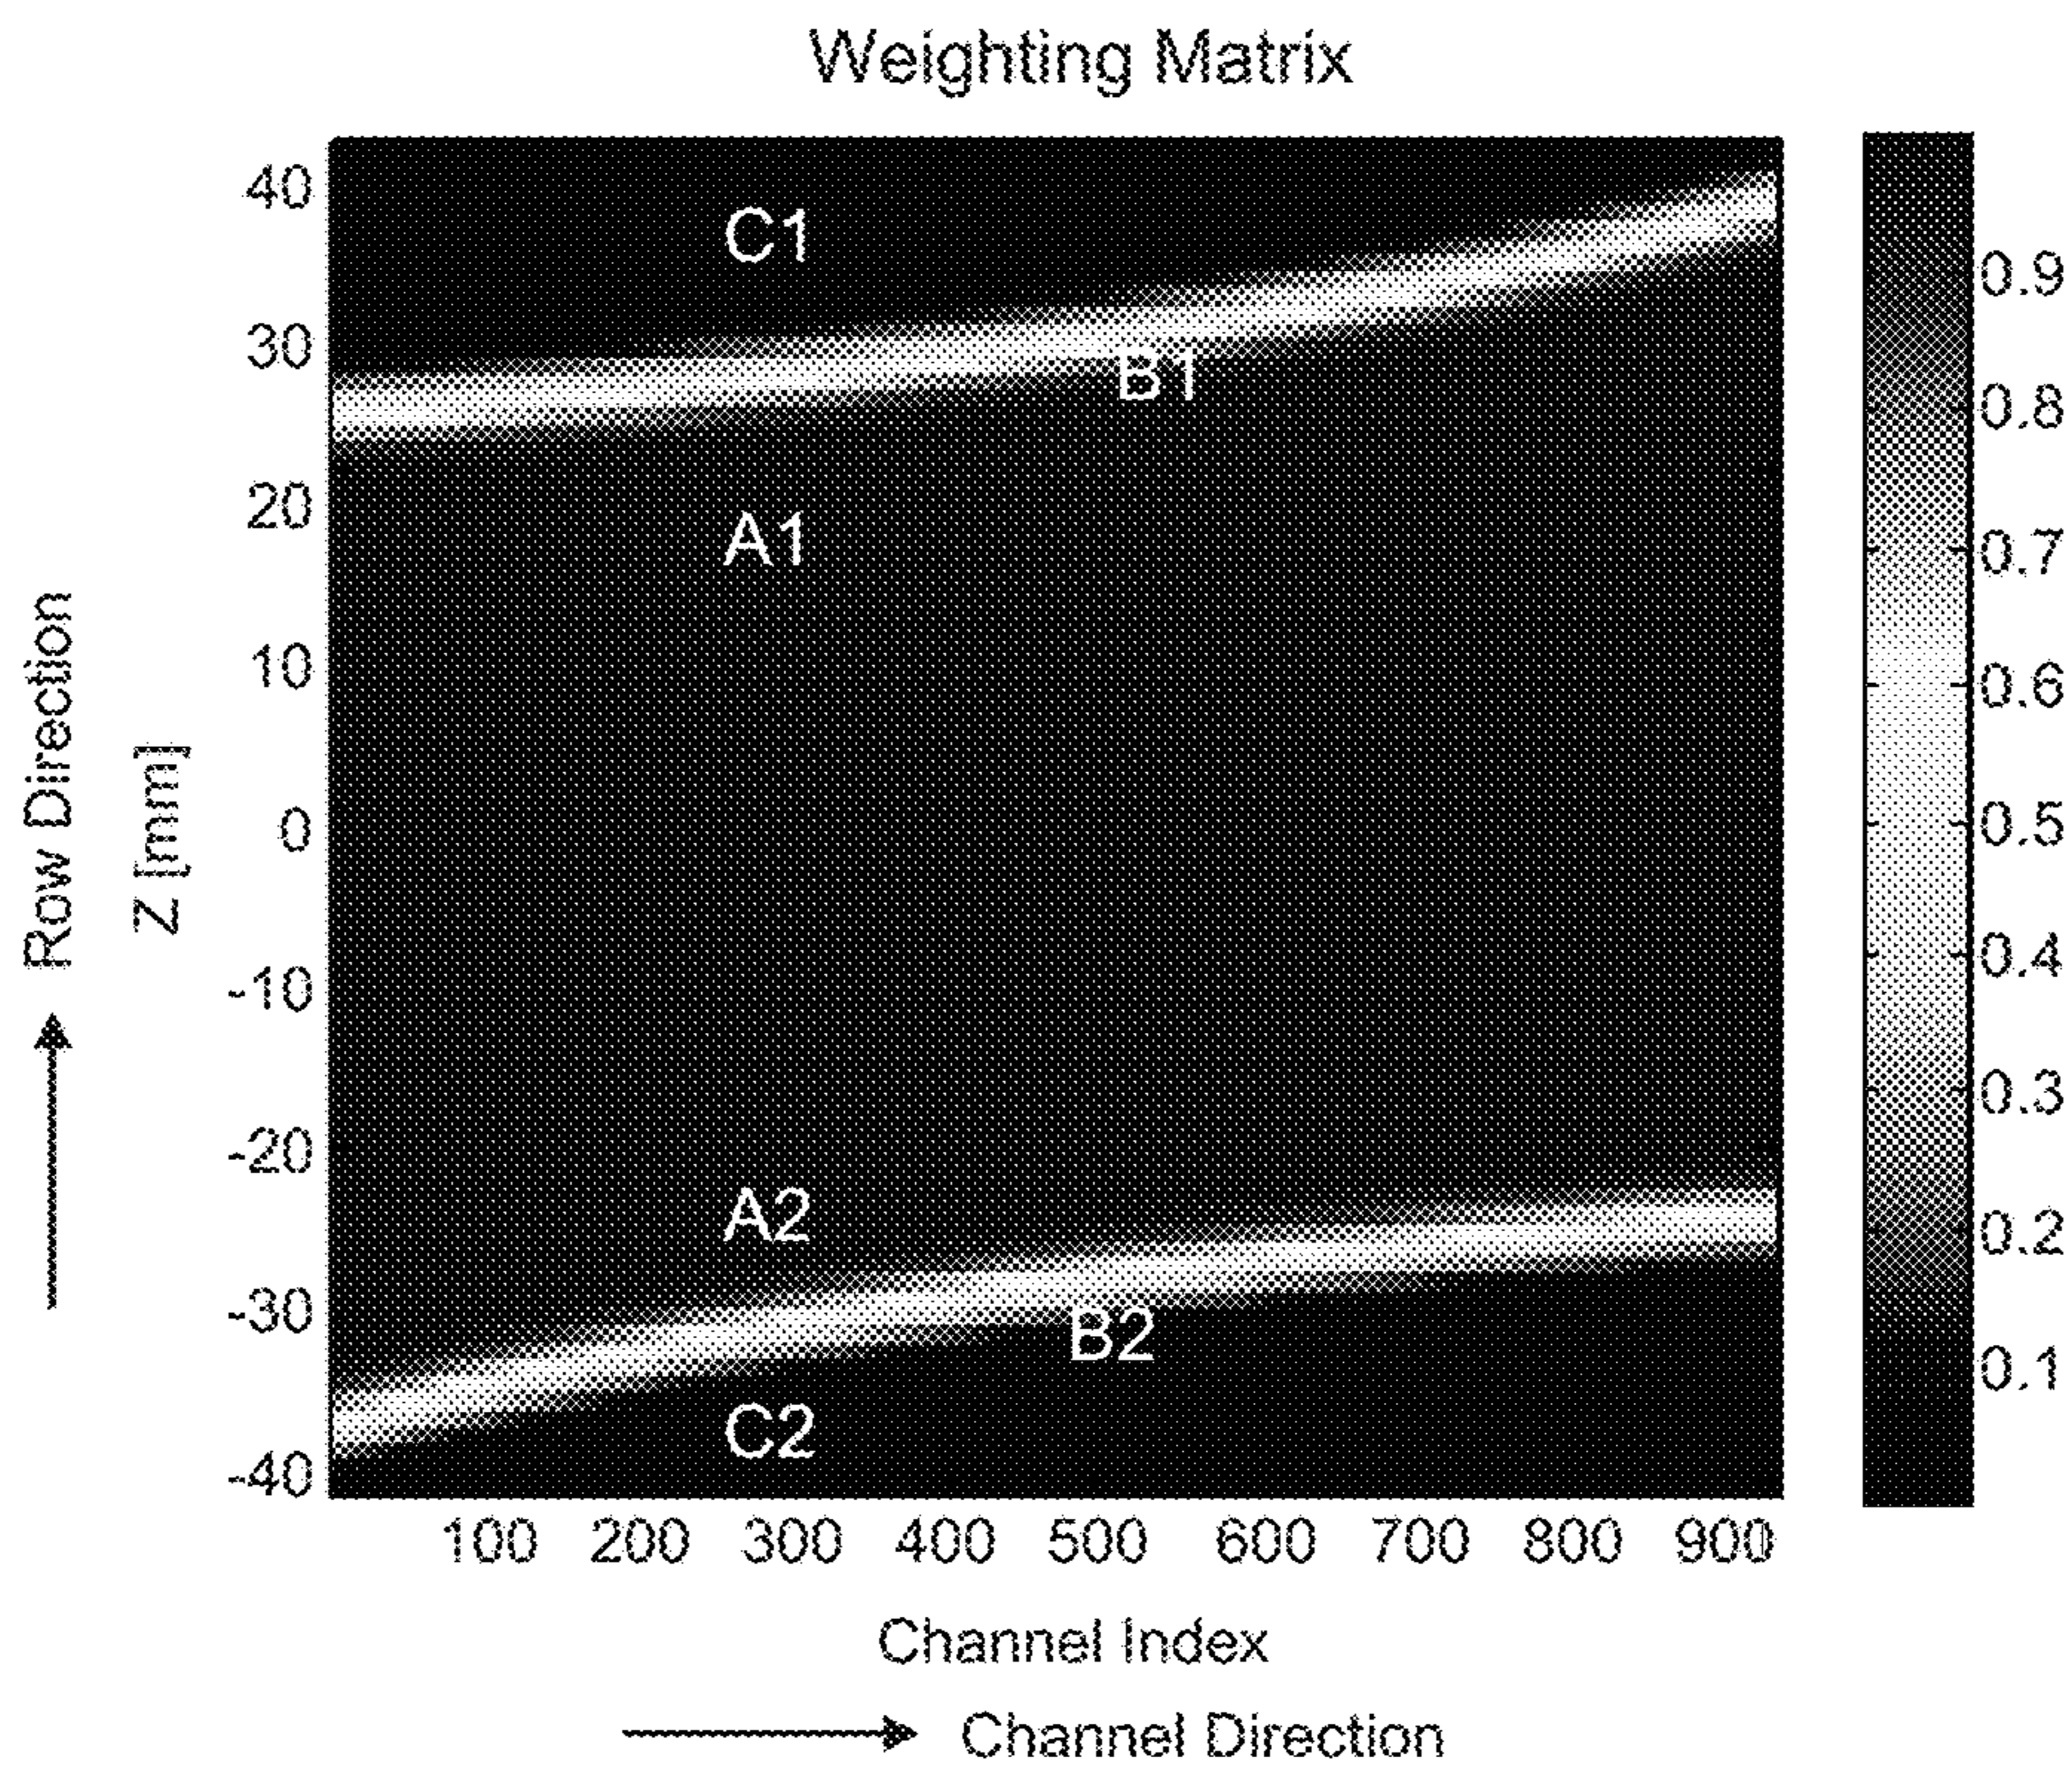 Weighting Matrix
Row Direction
Z [mm]
40
30
20
10
0
-10
-20
-30
-40
C1
B1
A1
A2
B2
C2
0.9
0.8
0.7
0.6
0.5
0.4
0.3
0.2
0.1
100 200 300 400 500 600 700 800 900
Channel Index
Channel Direction